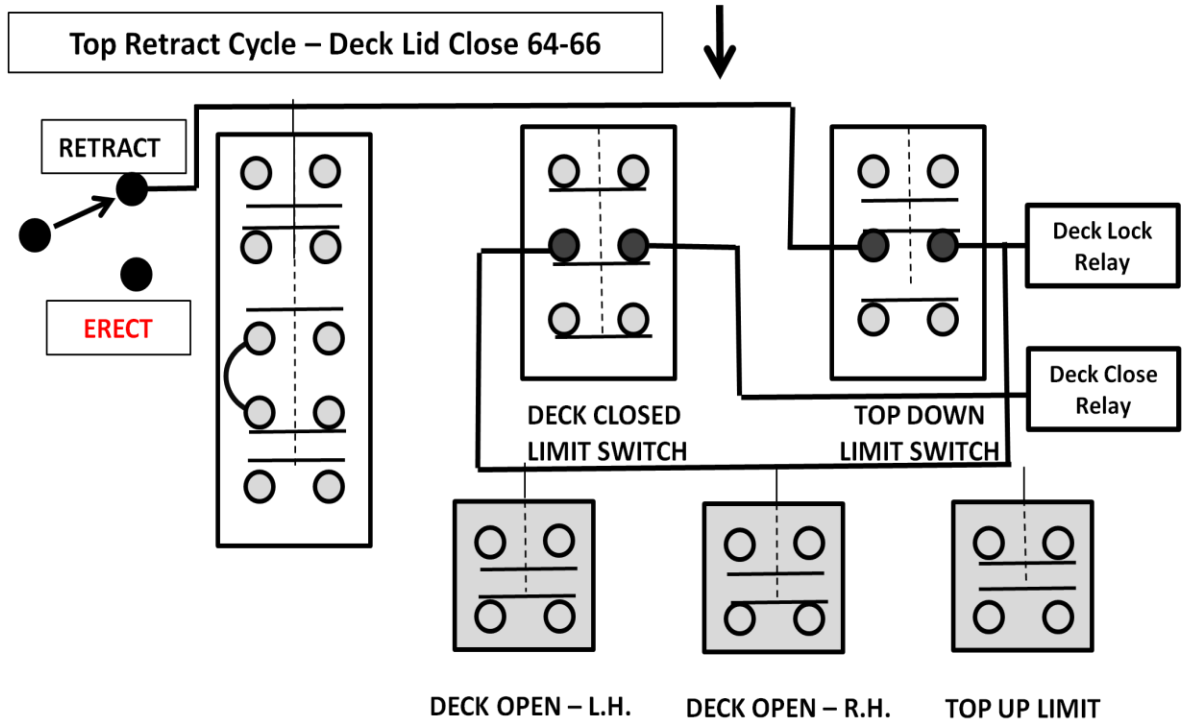 Top Retract Cycle – Deck Lid Close 64-66
RETRACT
ERECT
Deck Lock
Relay
Deck Close
Relay
DECK CLOSED
LIMIT SWITCH
TOP DOWN
LIMIT SWITCH
DECK OPEN – L.H.
DECK OPEN – R.H.
TOP UP LIMIT